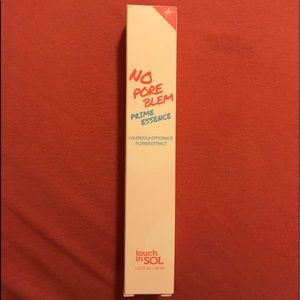 NO
PORE
BLEM
PRIME
ESSENCE
CALENDULA OFFICINALIS
FLOWER EXTRACT
touch
in SOL